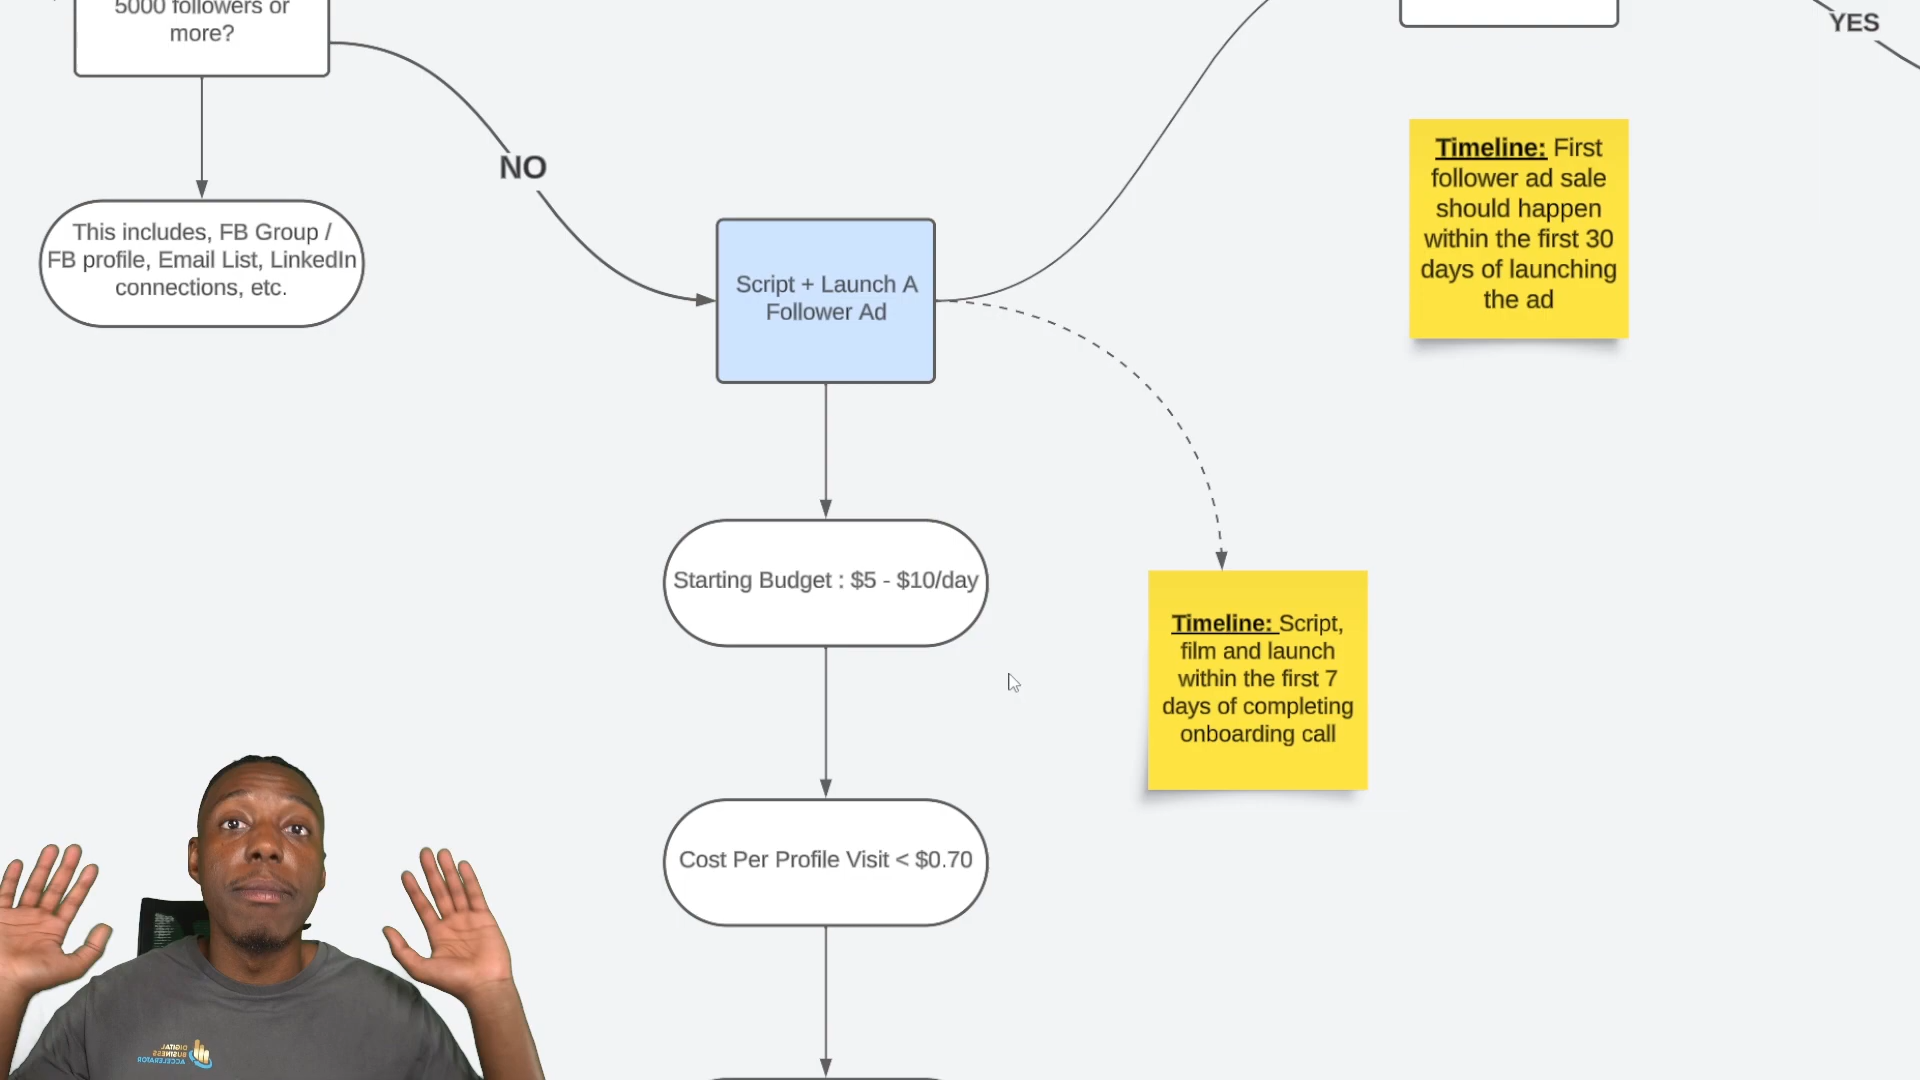 5000 followers or
more?
YES
NO
This includes, FB Group /
FB profile, Email List, LinkedIn
connections, etc.
Script + Launch A
Follower Ad
Timeline: First
follower ad sale
should happen
within the first 30
days of launching
the ad
Starting Budget : $5 - $10/day
Timeline: Script,
film and launch
within the first 7
days of completing
onboarding call
Cost Per Profile Visit < $0.70
DIGITAL
BUSINESS
ACCELERATOR